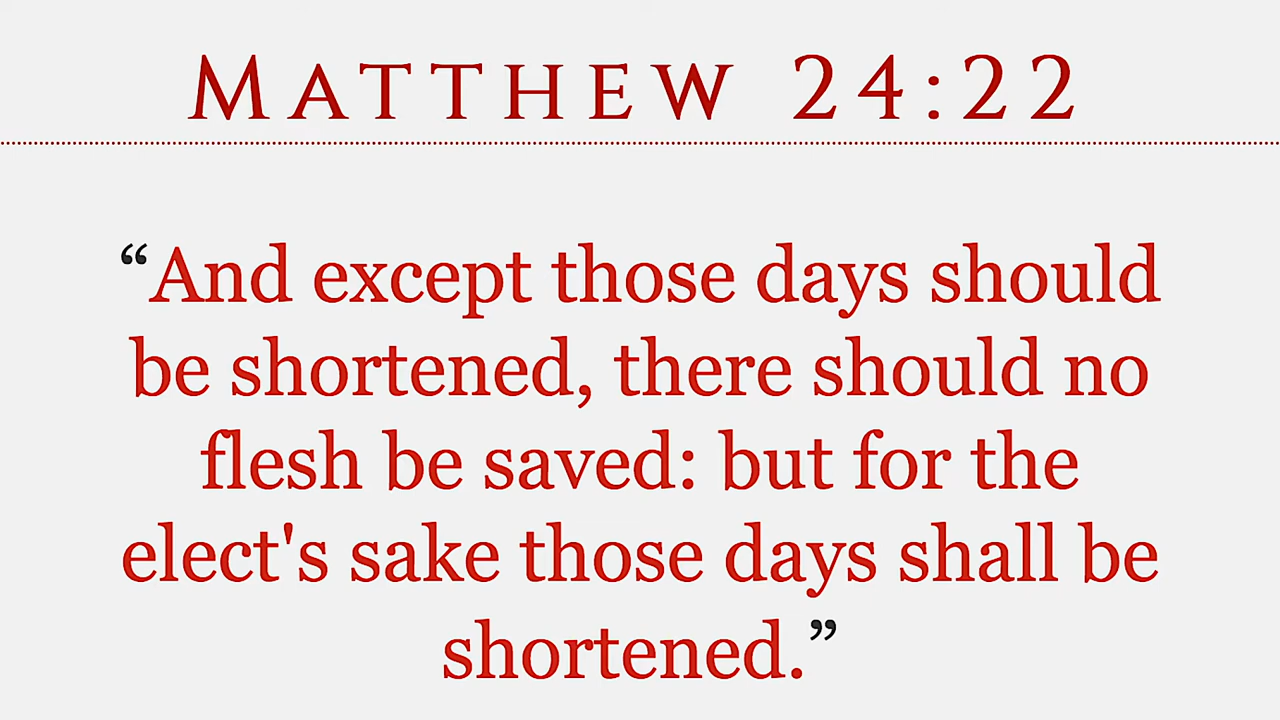 MATTHEW 24:22
“And except those days should
be shortened, there should no
flesh be saved: but for the
elect's sake those days shall be
shortened.”